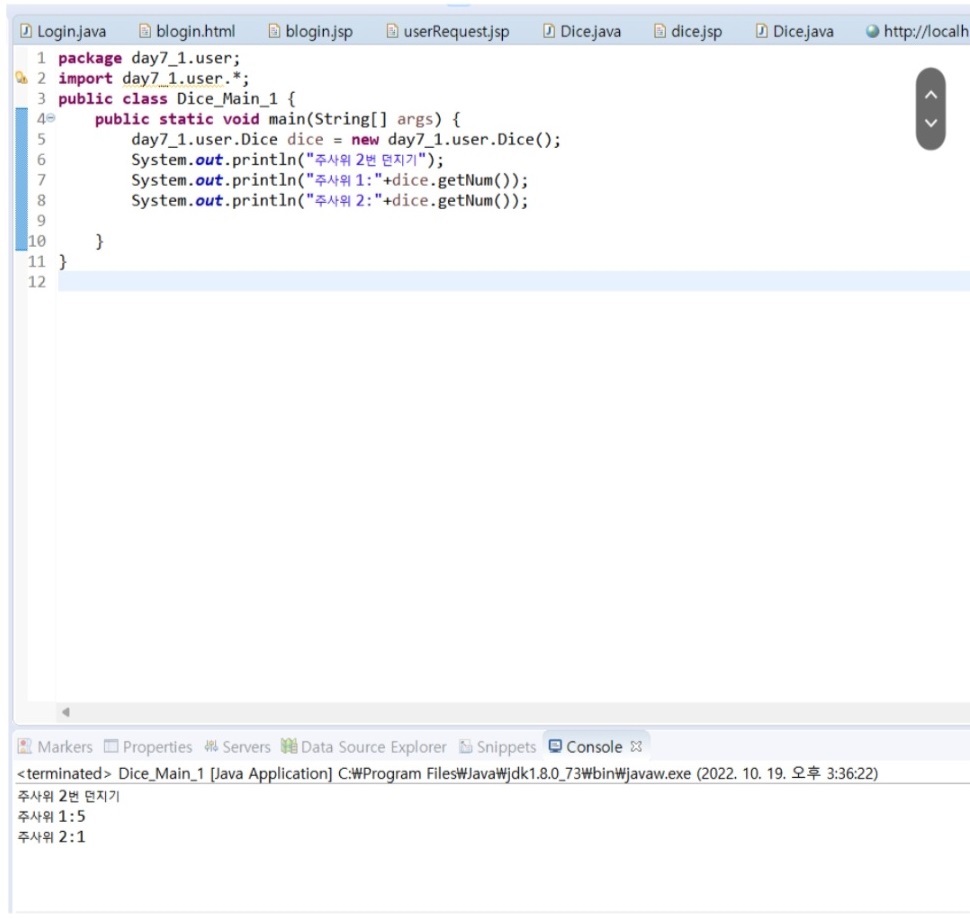 Login.java blogin.html blogin.jsp userRequest.jsp Dice.java dice.jsp Dice.java http://localh
1 package day7_1.user;
2 import day7_1.user.*;
3 public class Dice_Main_1 {
4 public static void main(String[] args) {
5 day7_1.user.Dice dice = new day7_1.user.Dice();
6 System.out.println("주사위 2번 던지기");
7 System.out.println("주사위 1:"+dice.getNum());
8 System.out.println("주사위 2:"+dice.getNum());
9
10 }
11 }
12
Markers Properties Servers Data Source Explorer Snippets Console
<terminated> Dice_Main_1 [Java Application] C:₩Program Files₩Java₩jdk1.8.0_73₩bin₩javaw.exe (2022. 10. 19. 오후 3:36:22)
주사위 2번 던지기
주사위 1:5
주사위 2:1